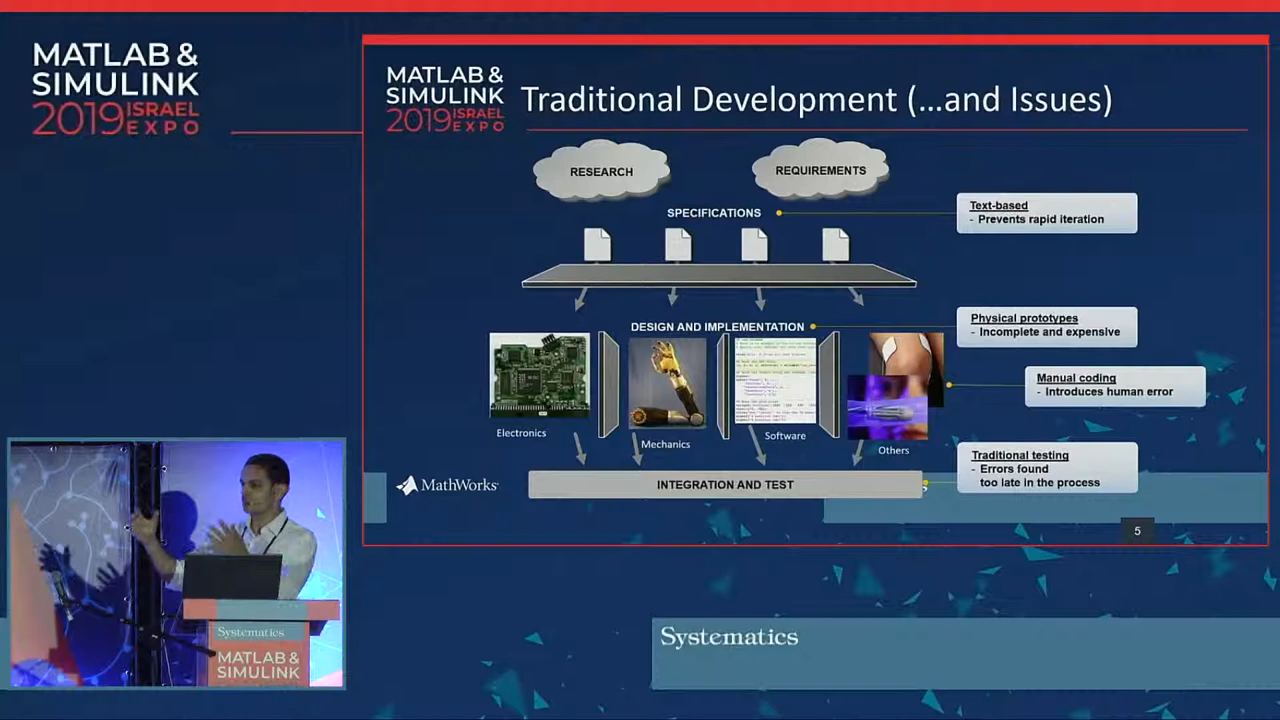 MATLAB &
SIMULINK
2019 ISRAEL
EXPO
MATLAB &
SIMULINK
2019 ISRAEL
EXPO
Traditional Development (...and Issues)
RESEARCH
REQUIREMENTS
SPECIFICATIONS
Text-based
- Prevents rapid iteration
DESIGN AND IMPLEMENTATION
Physical prototypes
- Incomplete and expensive
Manual coding
- Introduces human error
Electronics
Mechanics
Software
Others
Traditional testing
- Errors found
too late in the process
MathWorks
INTEGRATION AND TEST
5
Systematics
MATLAB &
SIMULINK
Systematics